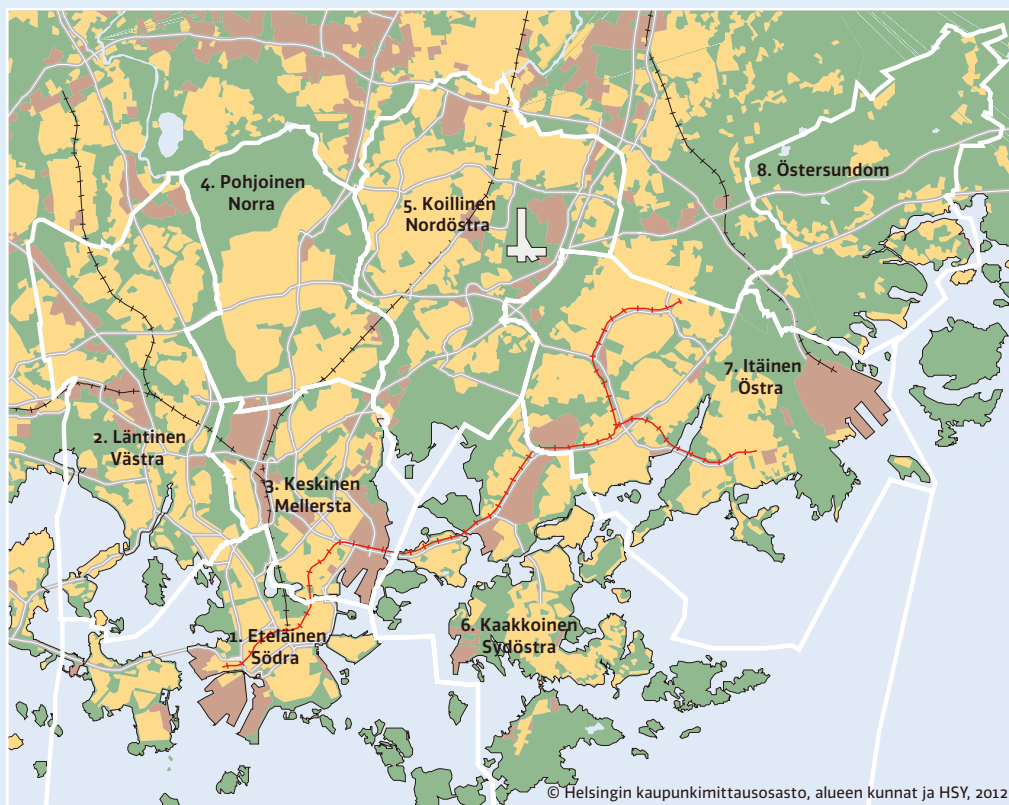 4. Pohjoinen
Norra
5. Koillinen
Nordöstra
8. Östersundom
7. Itäinen
Östra
2. Läntinen
Västra
3. Keskinen
Mellersta
1. Eteläinen
Södra
6. Kaakkoinen
Sydöstra
© Helsingin kaupunkimittausosasto, alueen kunnat ja HSY, 2012